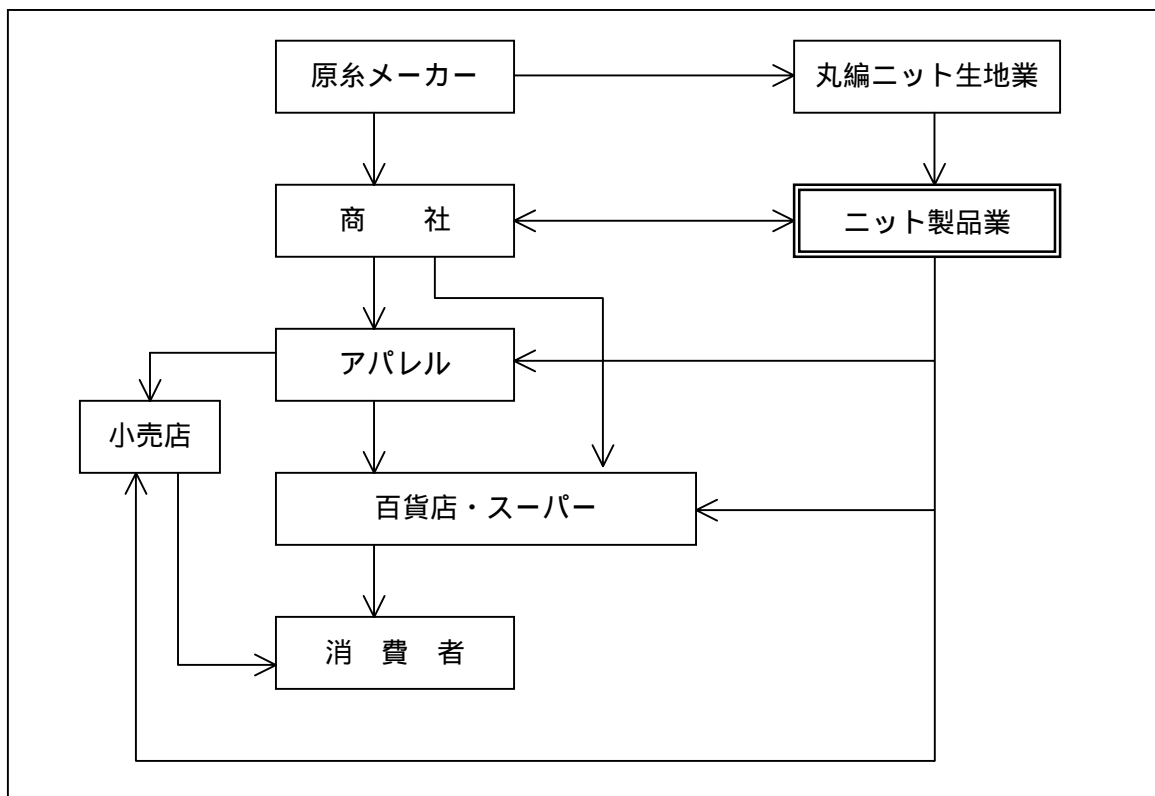 原糸メーカー
丸編ニット生地業
商　　社
ニット製品業
アパレル
小売店
百貨店・スーパー
消　費　者